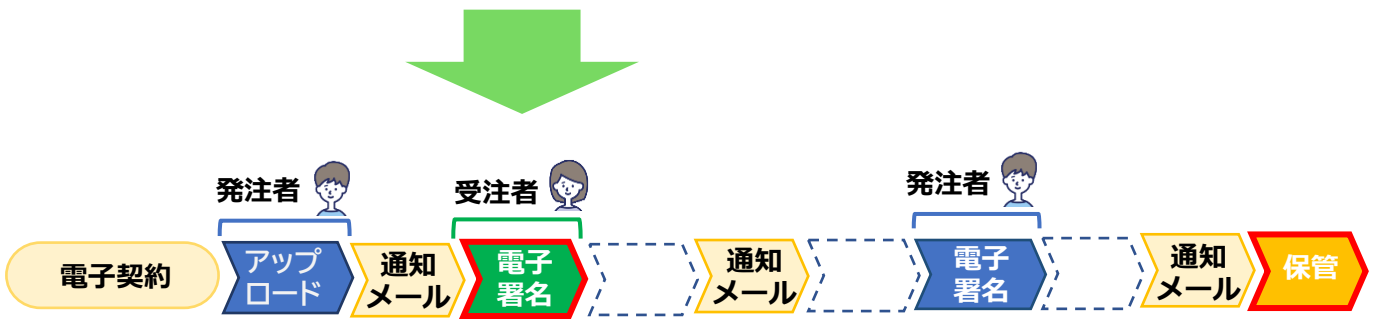 発注者
受注者
発注者
電子契約
アップ
ロード
通知
メール
電子
署名
通知
メール
電子
署名
通知
メール
保管